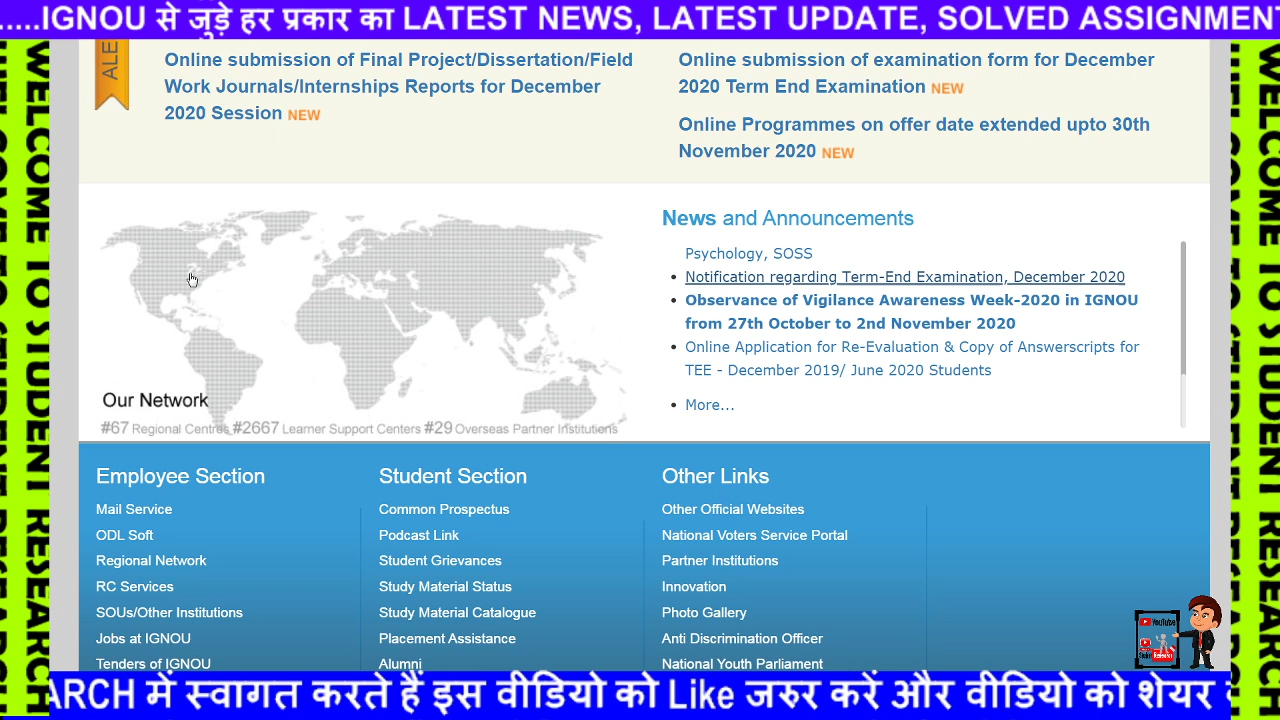 .....IGNOU से जुड़े हर प्रकार का LATEST NEWS, LATEST UPDATE, SOLVED ASSIGNMENT
ALE
Online submission of Final Project/Dissertation/Field
Work Journals/Internships Reports for December
2020 Session NEW
Online submission of examination form for December
2020 Term End Examination NEW
Online Programmes on offer date extended upto 30th
November 2020 NEW
Our Network
#67 Regional Centres #2667 Learner Support Centers #29 Overseas Partner Institutions
News and Announcements
Psychology, SOSS
• Notification regarding Term-End Examination, December 2020
• Observance of Vigilance Awareness Week-2020 in IGNOU
from 27th October to 2nd November 2020
• Online Application for Re-Evaluation & Copy of Answerscripts for
TEE - December 2019/ June 2020 Students
• More...
Employee Section
Mail Service
ODL Soft
Regional Network
RC Services
SOUs/Other Institutions
Jobs at IGNOU
Tenders of IGNOU
Student Section
Common Prospectus
Podcast Link
Student Grievances
Study Material Status
Study Material Catalogue
Placement Assistance
Alumni
Other Links
Other Official Websites
National Voters Service Portal
Partner Institutions
Innovation
Photo Gallery
Anti Discrimination Officer
National Youth Parliament
YouTube
WELCOME TO STUDENT RESEARCH
WELCOME TO STUDENT RESEARCH
ARCH में स्वागत करते हैं इस वीडियो को Like जरुर करें और वीडियो को शेयर